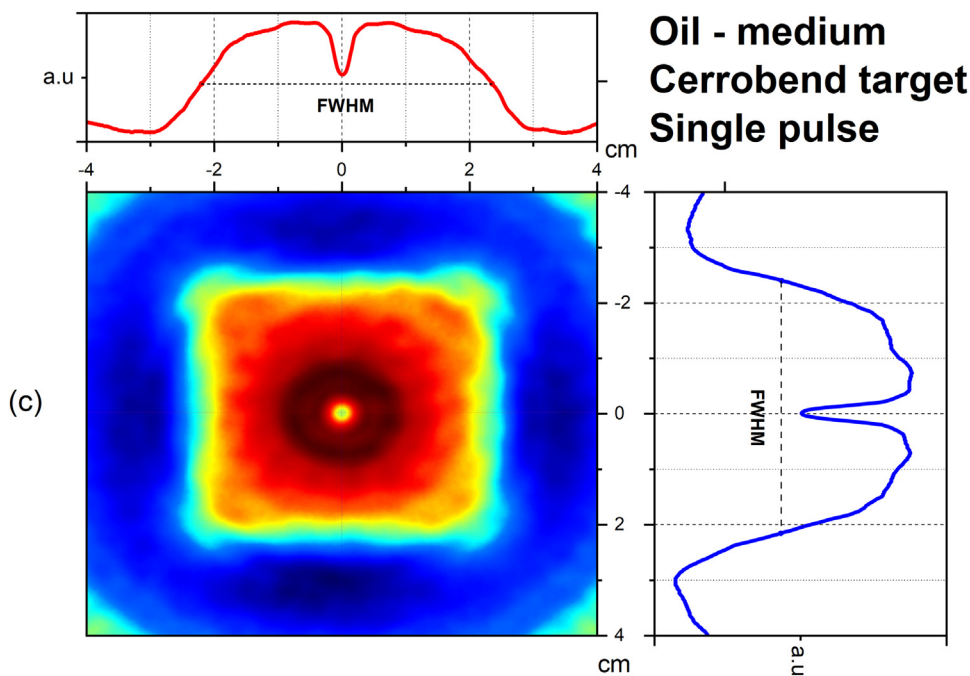 Oil - medium
Cerrobend target
Single pulse
a.u
FWHM
cm
-4 -2 0 2 4
(c)
-4
-2
0
2
4
FWHM
cm
a.u